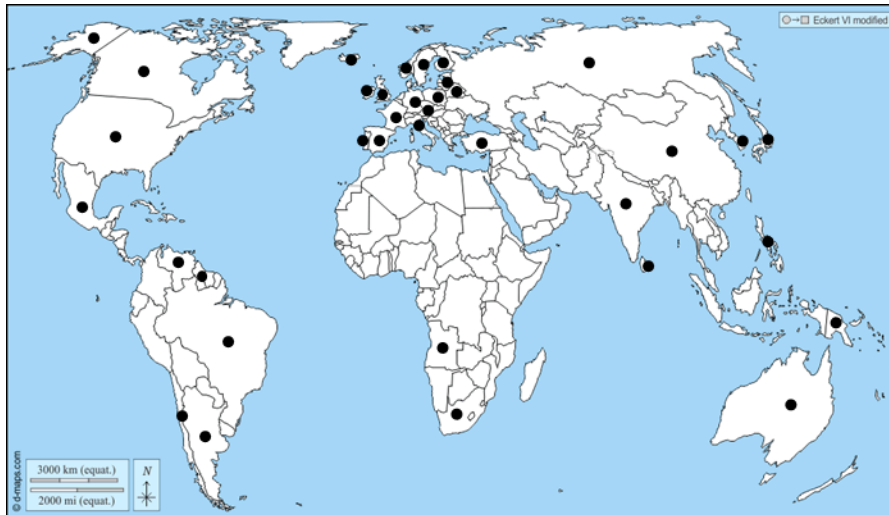 Eckert VI modified
3000 km (equat.)
2000 mi (equat.)
N
© d-maps.com